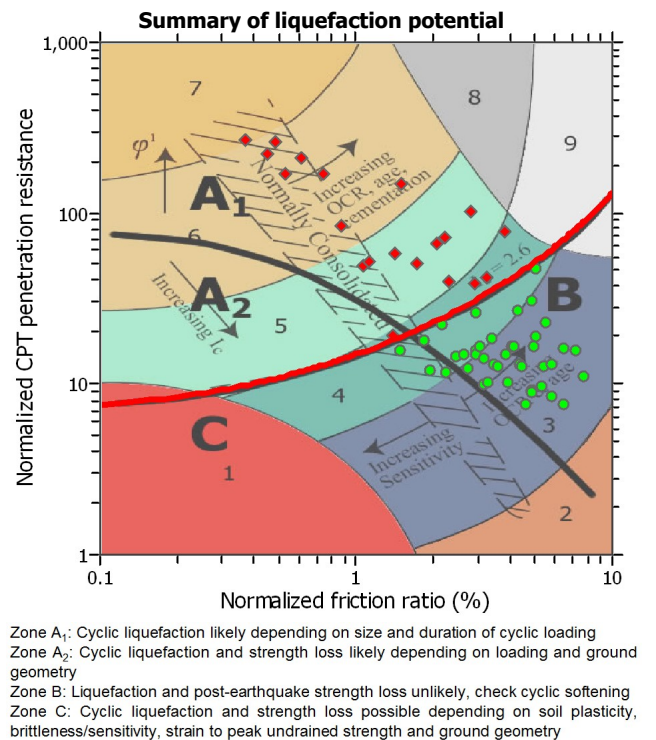 Summary of liquefaction potential
1,000
7
8
9
φ¹
Increasing
OCR, age,
cementation
A1
Normally Consolidated
100
6
= 2.6
A2
B
Increasing Ic
5
10
4
Increasing
OCR & age
3
C
Increasing
Sensitivity
1
2
1
0.1
1
10
Normalized CPT penetration resistance
Normalized friction ratio (%)
Zone A1: Cyclic liquefaction likely depending on size and duration of cyclic loading
Zone A2: Cyclic liquefaction and strength loss likely depending on loading and ground
geometry
Zone B: Liquefaction and post-earthquake strength loss unlikely, check cyclic softening
Zone C: Cyclic liquefaction and strength loss possible depending on soil plasticity,
brittleness/sensitivity, strain to peak undrained strength and ground geometry